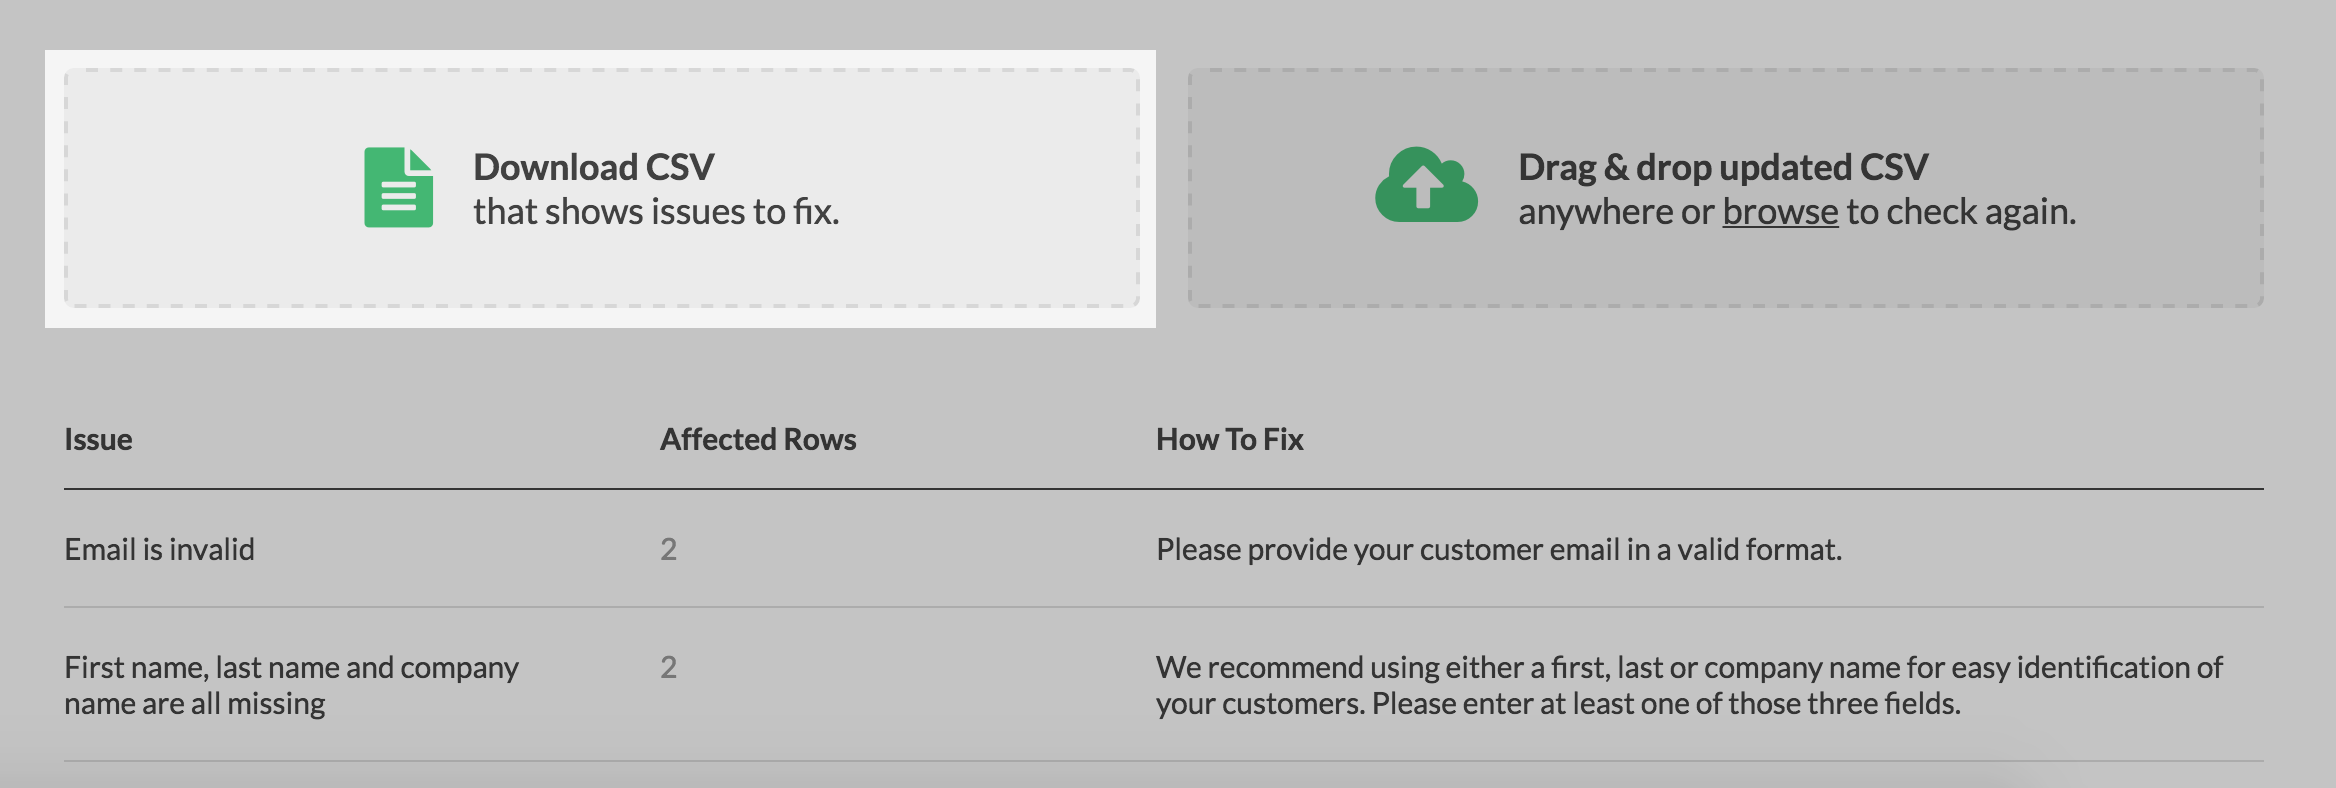 Download CSV
that shows issues to fix.
Drag & drop updated CSV
anywhere or browse to check again.
Issue
Affected Rows
How To Fix
Email is invalid
2
Please provide your customer email in a valid format.
First name, last name and company
name are all missing
2
We recommend using either a first, last or company name for easy identification of
your customers. Please enter at least one of those three fields.